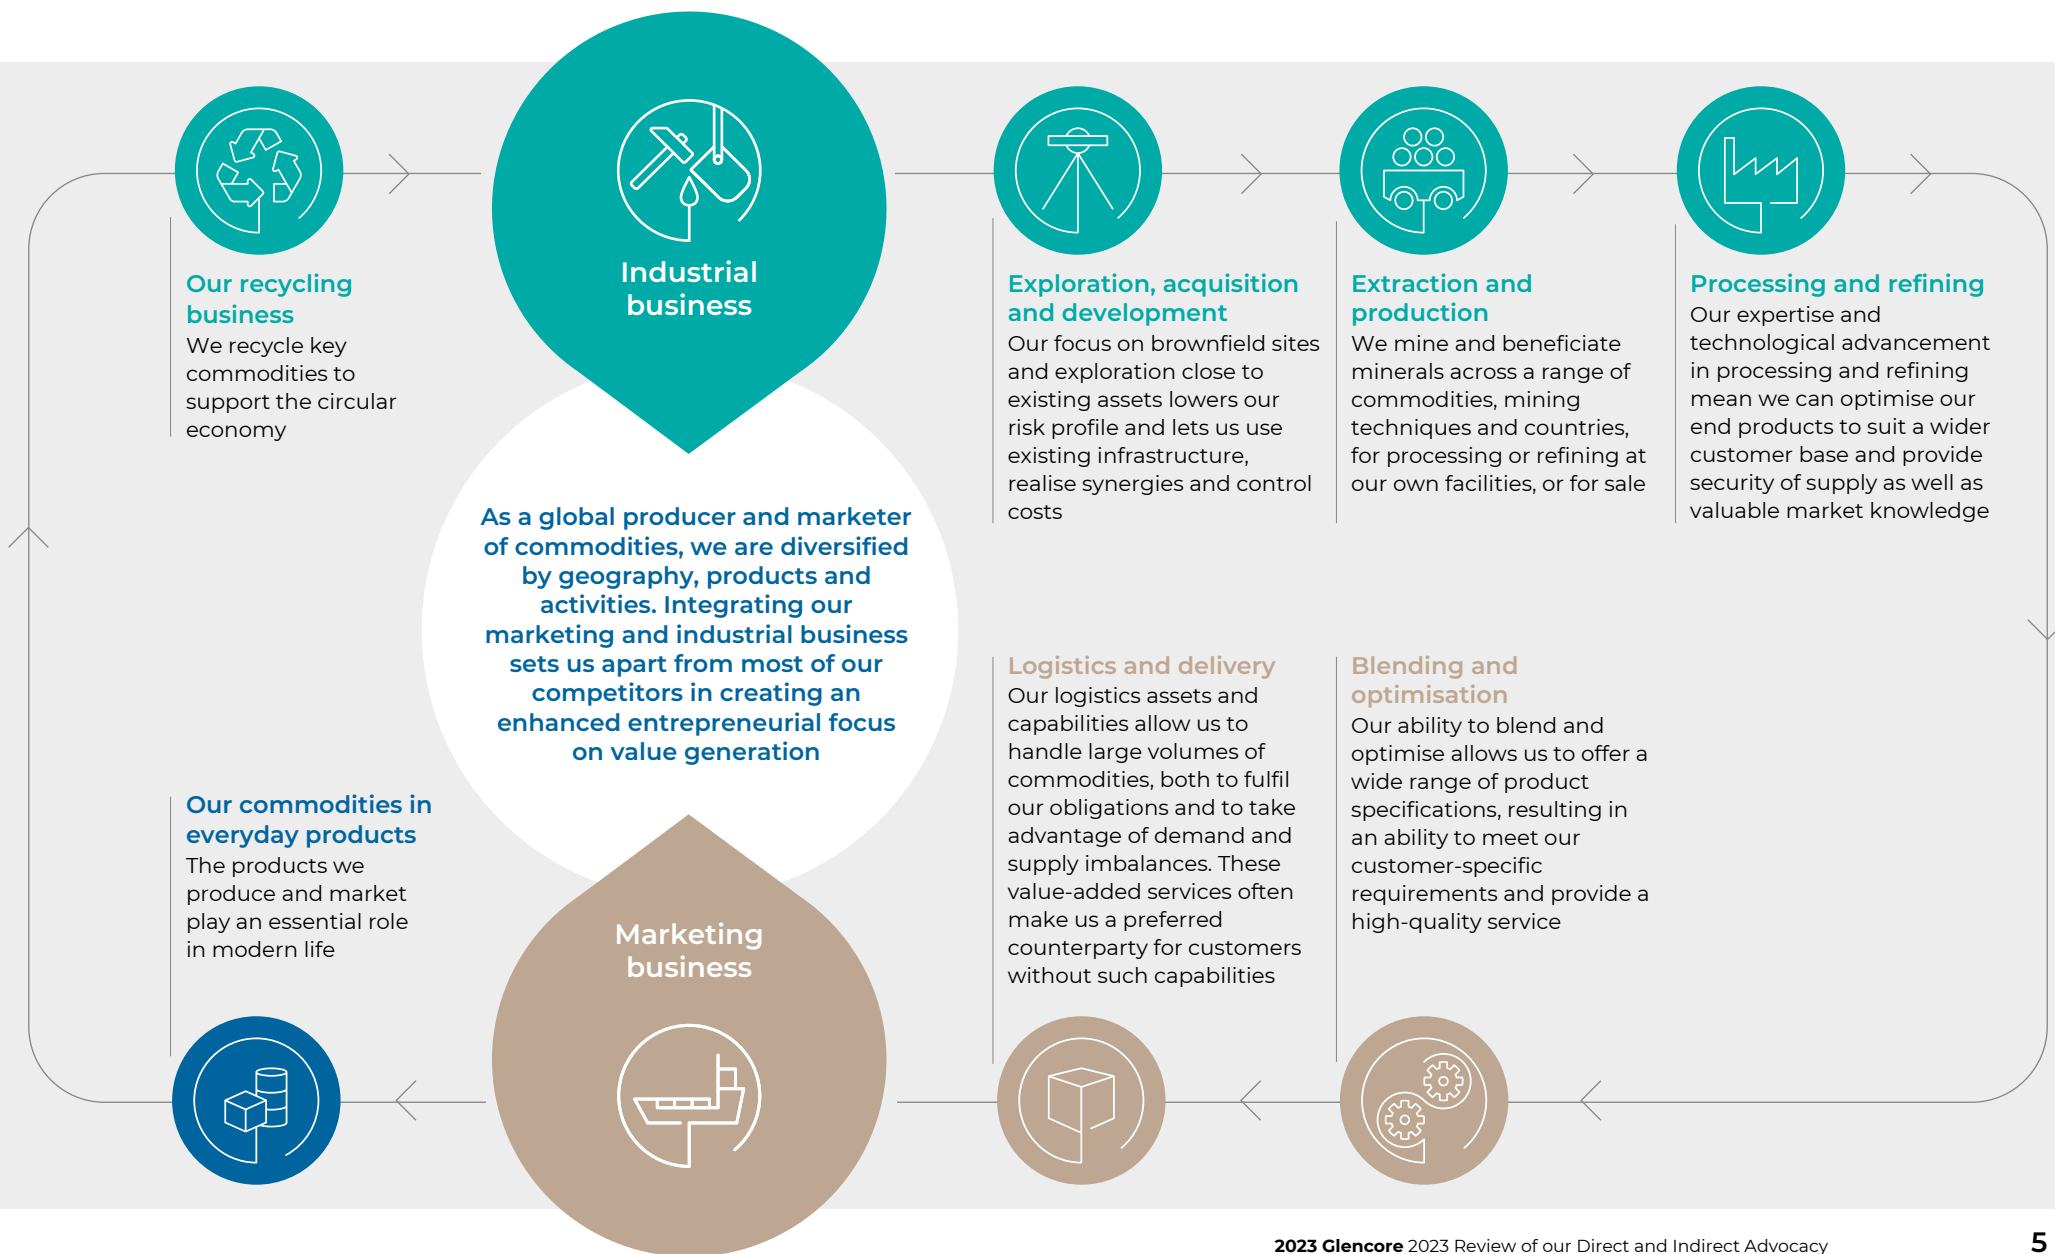 Our recycling
business
We recycle key
commodities to
support the circular
economy
Industrial
business
Exploration, acquisition
and development
Our focus on brownfield sites
and exploration close to
existing assets lowers our
risk profile and lets us use
existing infrastructure,
realise synergies and control
costs
Extraction and
production
We mine and beneficiate
minerals across a range of
commodities, mining
techniques and countries,
for processing or refining at
our own facilities, or for sale
Processing and refining
Our expertise and
technological advancement
in processing and refining
mean we can optimise our
end products to suit a wider
customer base and provide
security of supply as well as
valuable market knowledge
As a global producer and marketer
of commodities, we are diversified
by geography, products and
activities. Integrating our
marketing and industrial business
sets us apart from most of our
competitors in creating an
enhanced entrepreneurial focus
on value generation
Our commodities in
everyday products
The products we
produce and market
play an essential role
in modern life
Marketing
business
Logistics and delivery
Our logistics assets and
capabilities allow us to
handle large volumes of
commodities, both to fulfil
our obligations and to take
advantage of demand and
supply imbalances. These
value-added services often
make us a preferred
counterparty for customers
without such capabilities
Blending and
optimisation
Our ability to blend and
optimise allows us to offer a
wide range of product
specifications, resulting in
an ability to meet our
customer-specific
requirements and provide a
high-quality service
2023 Glencore 2023 Review of our Direct and Indirect Advocacy 5